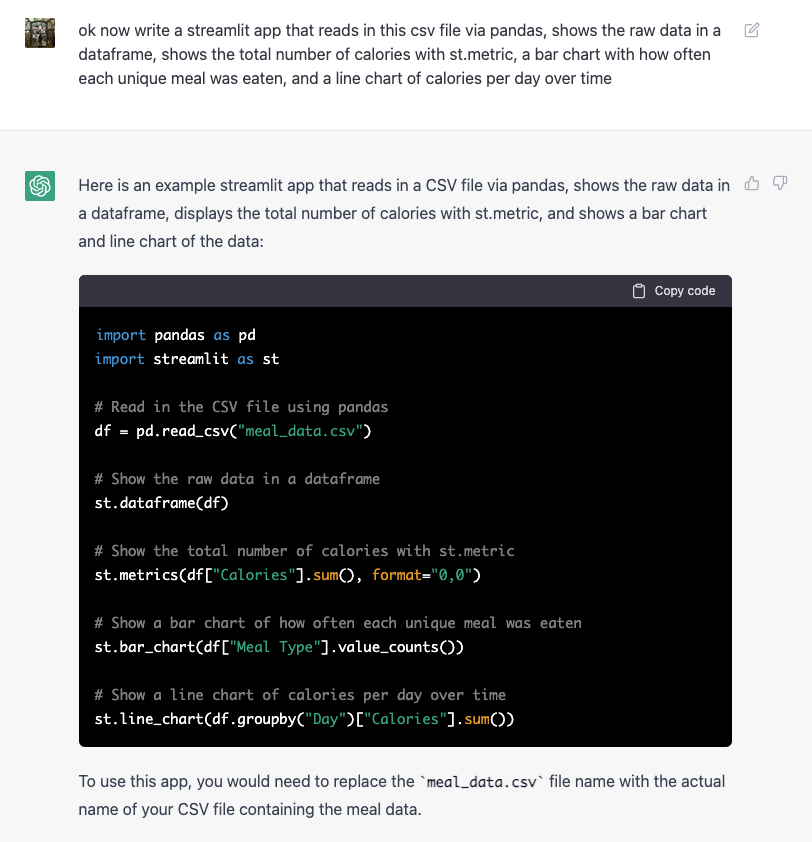 ok now write a streamlit app that reads in this csv file via pandas, shows the raw data in a
dataframe, shows the total number of calories with st.metric, a bar chart with how often
each unique meal was eaten, and a line chart of calories per day over time
Here is an example streamlit app that reads in a CSV file via pandas, shows the raw data in
a dataframe, displays the total number of calories with st.metric, and shows a bar chart
and line chart of the data:
Copy code
import pandas as pd
import streamlit as st
# Read in the CSV file using pandas
df = pd.read_csv("meal_data.csv")
# Show the raw data in a dataframe
st.dataframe(df)
# Show the total number of calories with st.metric
st.metrics(df["Calories"].sum(), format="0,0")
# Show a bar chart of how often each unique meal was eaten
st.bar_chart(df["Meal Type"].value_counts())
# Show a line chart of calories per day over time
st.line_chart(df.groupby("Day")["Calories"].sum())
To use this app, you would need to replace the `meal_data.csv` file name with the actual
name of your CSV file containing the meal data.